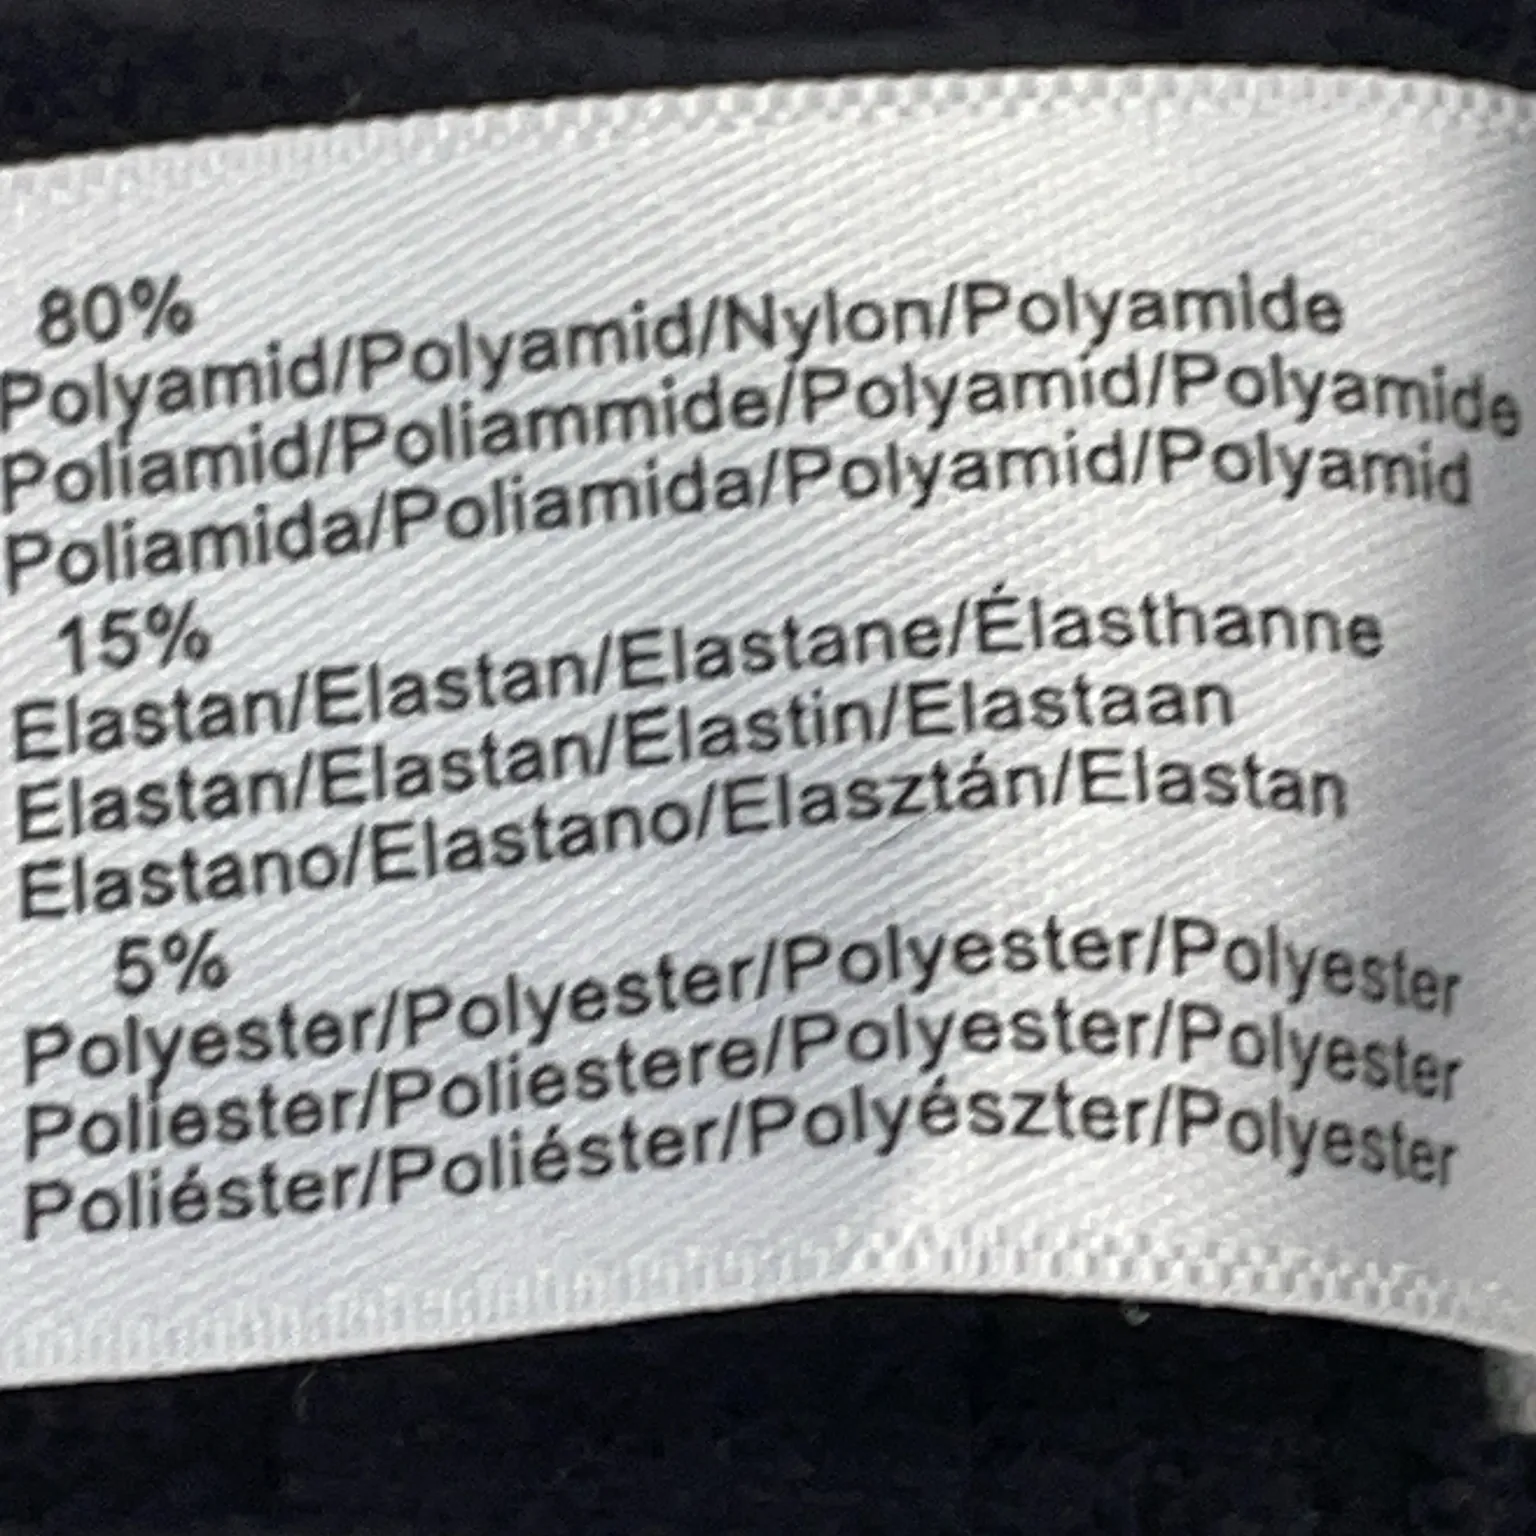 80%
Polyamid/Polyamid/Nylon/Polyamide
Poliamid/Poliammide/Polyamid/Polyamide
Poliamida/Poliamida/Polyamid/Polyamid
15%
Elastan/Elastan/Elastane/Élasthanne
Elastan/Elastan/Elastin/Elastaan
Elastano/Elastano/Elasztán/Elastan
5%
Polyester/Polyester/Polyester/Polyester
Poliester/Poliestere/Polyester/Polyester
Poliéster/Poliéster/Polyészter/Polyester